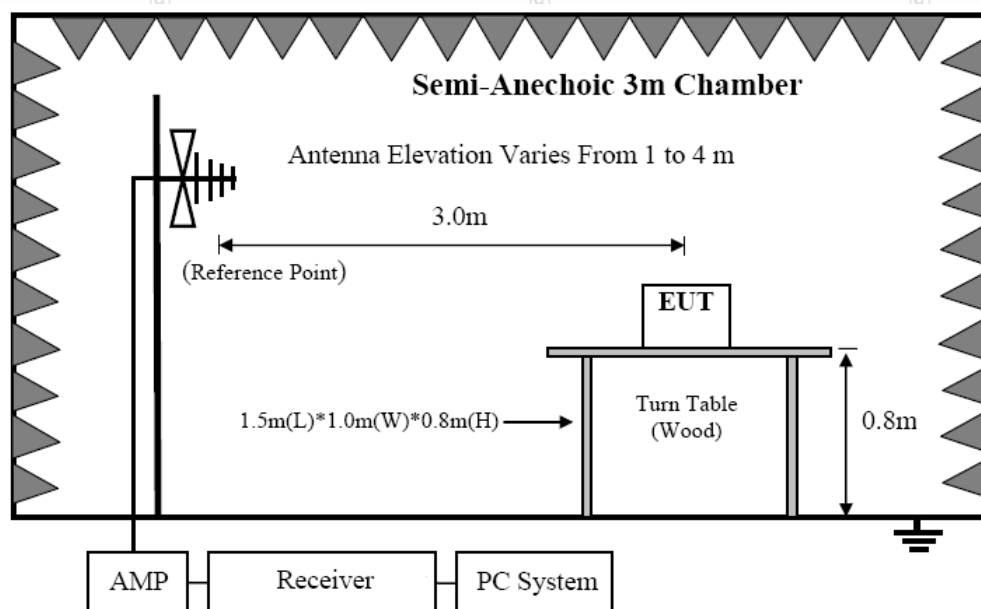 Semi-Anechoic 3m Chamber
Antenna Elevation Varies From 1 to 4 m
3.0m
(Reference Point)
EUT
1.5m(L)*1.0m(W)*0.8m(H)
Turn Table
(Wood)
0.8m
AMP
Receiver
PC System